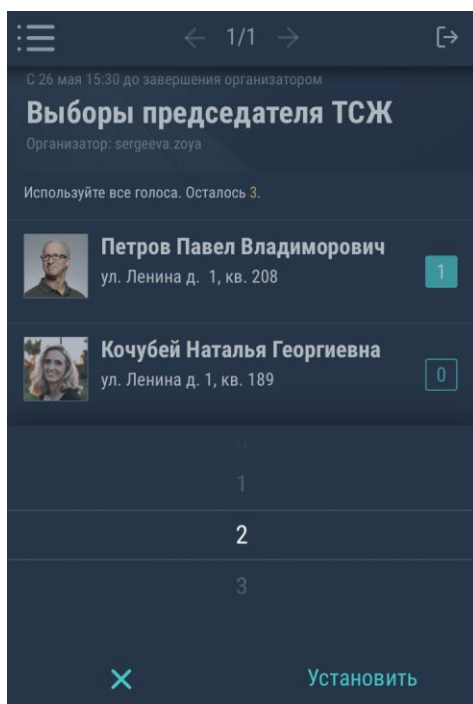 1/1
С 26 мая 15:30 до завершения организатором
Выборы председателя ТСЖ
Организатор: sergeeva.zoya
Используйте все голоса. Осталось 3.
Петров Павел Владиморович
ул. Ленина д. 1, кв. 208
1
Кочубей Наталья Георгиевна
ул. Ленина д. 1, кв. 189
0
0
1
2
3
Установить